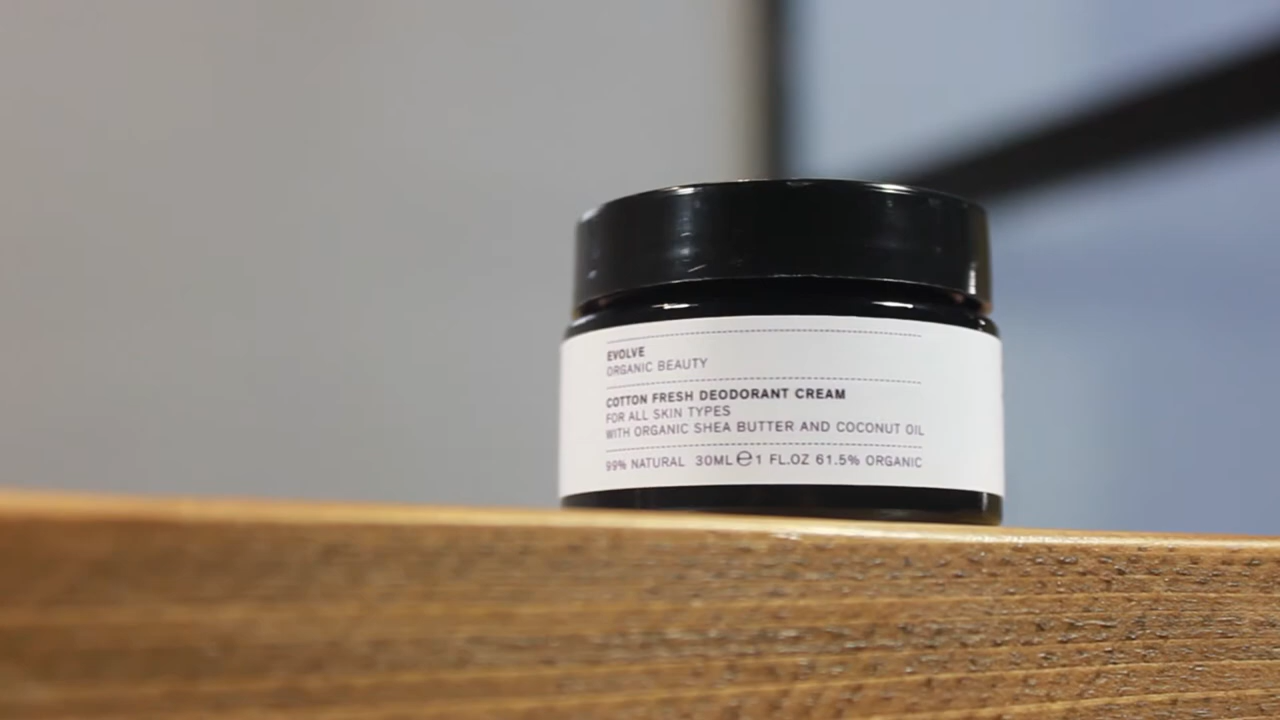 EVOLVE
ORGANIC BEAUTY
COTTON FRESH DEODORANT CREAM
FOR ALL SKIN TYPES
WITH ORGANIC SHEA BUTTER AND COCONUT OIL
99% NATURAL 30ML℮1 FL.OZ 61.5% ORGANIC